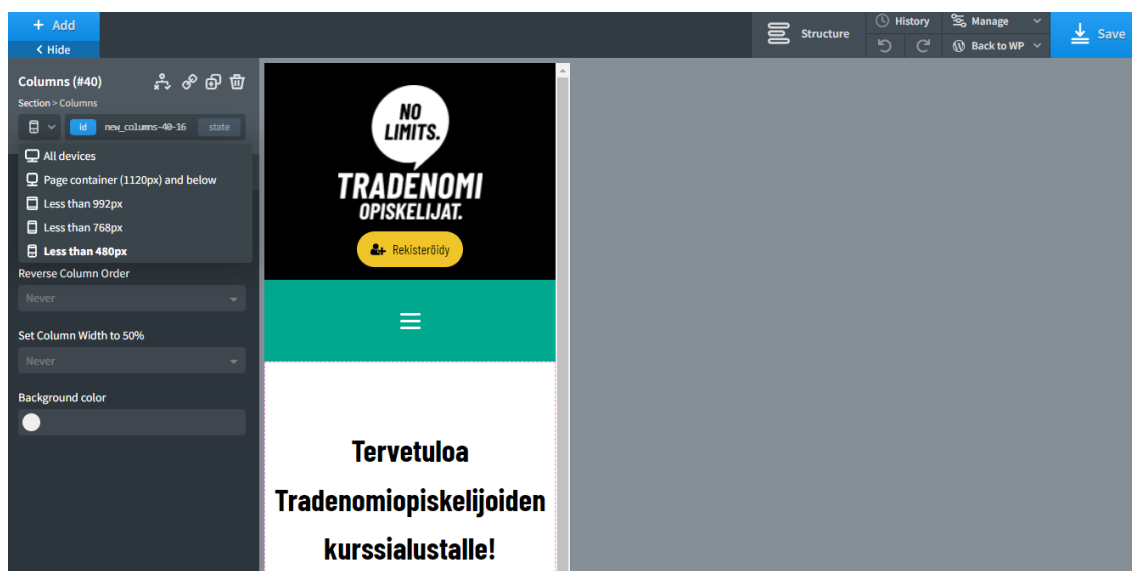 + Add
< Hide
Structure
History
Manage
Back to WP
Save
Columns (#40)
Section > Columns
id new_columns-40-16 state
All devices
Page container (1120px) and below
Less than 992px
Less than 768px
Less than 480px
Reverse Column Order
Never
Set Column Width to 50%
Never
Background color
NO
LIMITS.
TRADENOMI
OPISKELIJAT.
Rekisteröidy
Tervetuloa
Tradenomiopiskelijoiden
kurssialustalle!